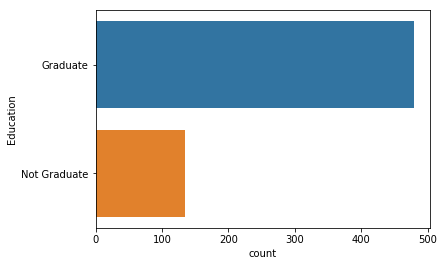 Education
Graduate
Not Graduate
0 100 200 300 400 500
count